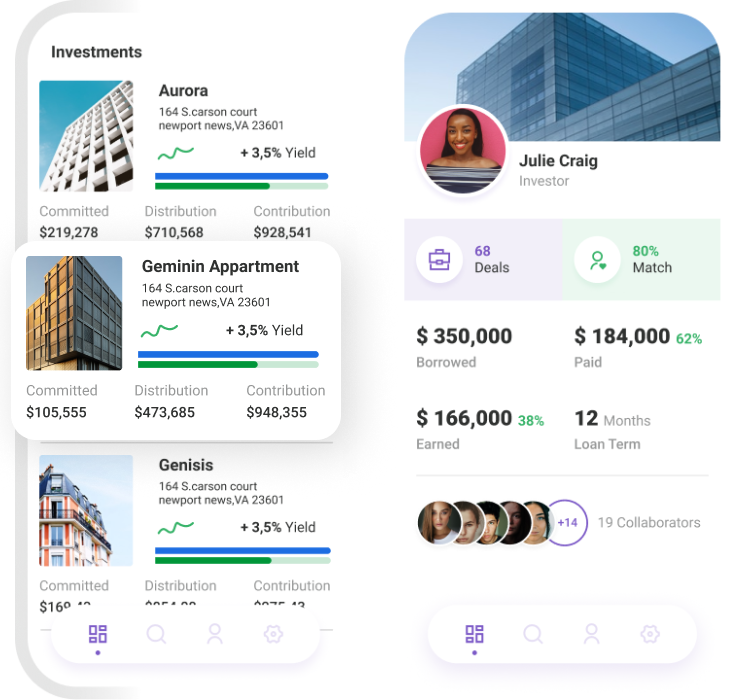 Investments
Aurora
164 S.carson court
newport news,VA 23601
+ 3,5% Yield
Committed Distribution Contribution
$219,278 $710,568 $928,541
Geminin Appartment
164 S.carson court
newport news,VA 23601
+ 3,5% Yield
Committed Distribution Contribution
$105,555 $473,685 $948,355
Genisis
164 S.carson court
newport news,VA 23601
+ 3,5% Yield
Committed Distribution Contribution
Julie Craig
Investor
68
Deals
80%
Match
$ 350,000
Borrowed
$ 184,000 62%
Paid
$ 166,000 38%
Earned
12 Months
Loan Term
+14
19 Collaborators